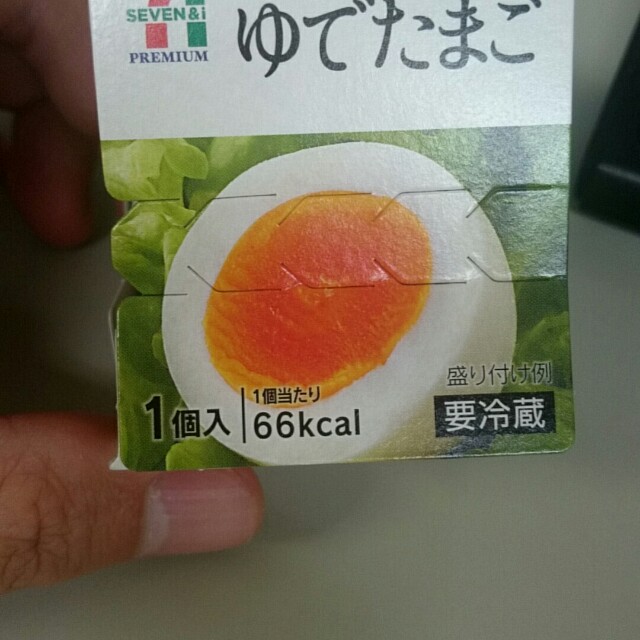 SEVEN&i
PREMIUM
ゆでたまご
盛り付け例
1個当たり
1個入
66kcal
要冷蔵